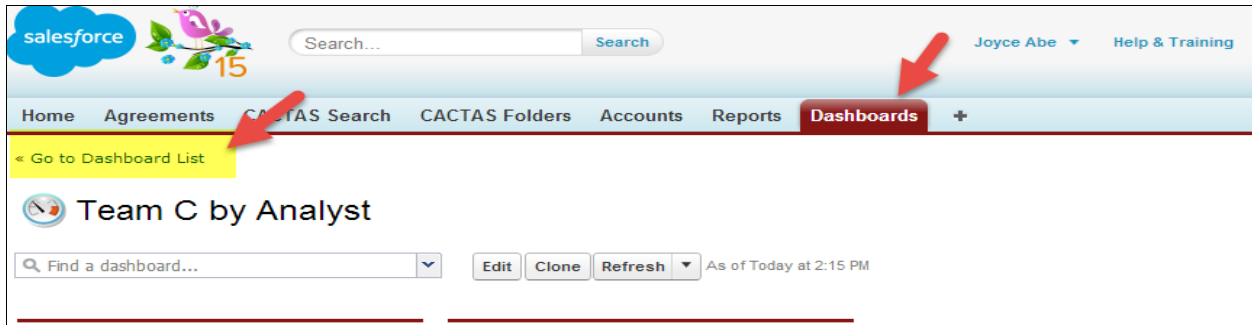 salesforce
15
Search...
Search
Joyce Abe
Help & Training
Home Agreements CACTAS Search CACTAS Folders Accounts Reports Dashboards +
« Go to Dashboard List
Team C by Analyst
Find a dashboard...
Edit Clone Refresh As of Today at 2:15 PM